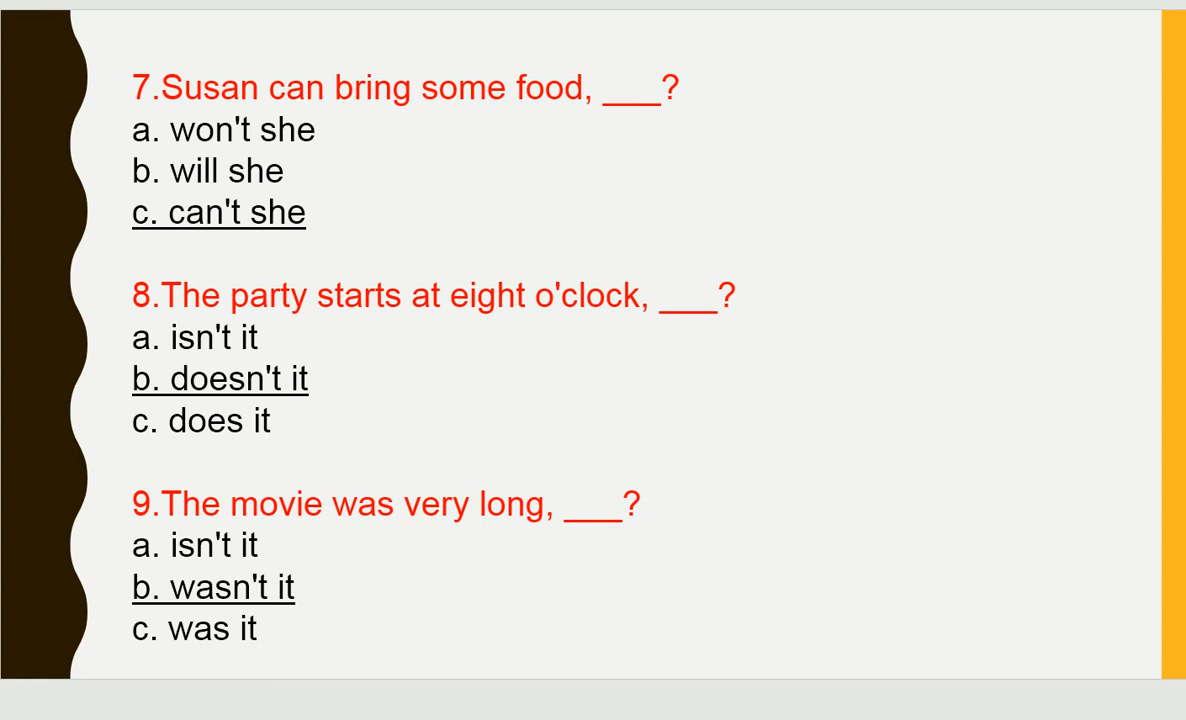 7.Susan can bring some food, ___?
a. won't she
b. will she
c. can't she
8.The party starts at eight o'clock, ___?
a. isn't it
b. doesn't it
c. does it
9.The movie was very long, ___?
a. isn't it
b. wasn't it
c. was it